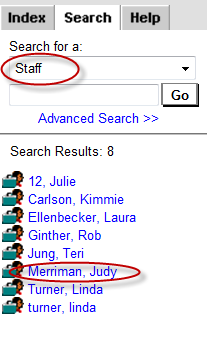 Index Search Help
Search for a:
Staff
Go
Advanced Search >>
Search Results: 8
12, Julie
Carlson, Kimmie
Ellenbecker, Laura
Ginther, Rob
Jung, Teri
Merriman, Judy
Turner, Linda
turner, linda